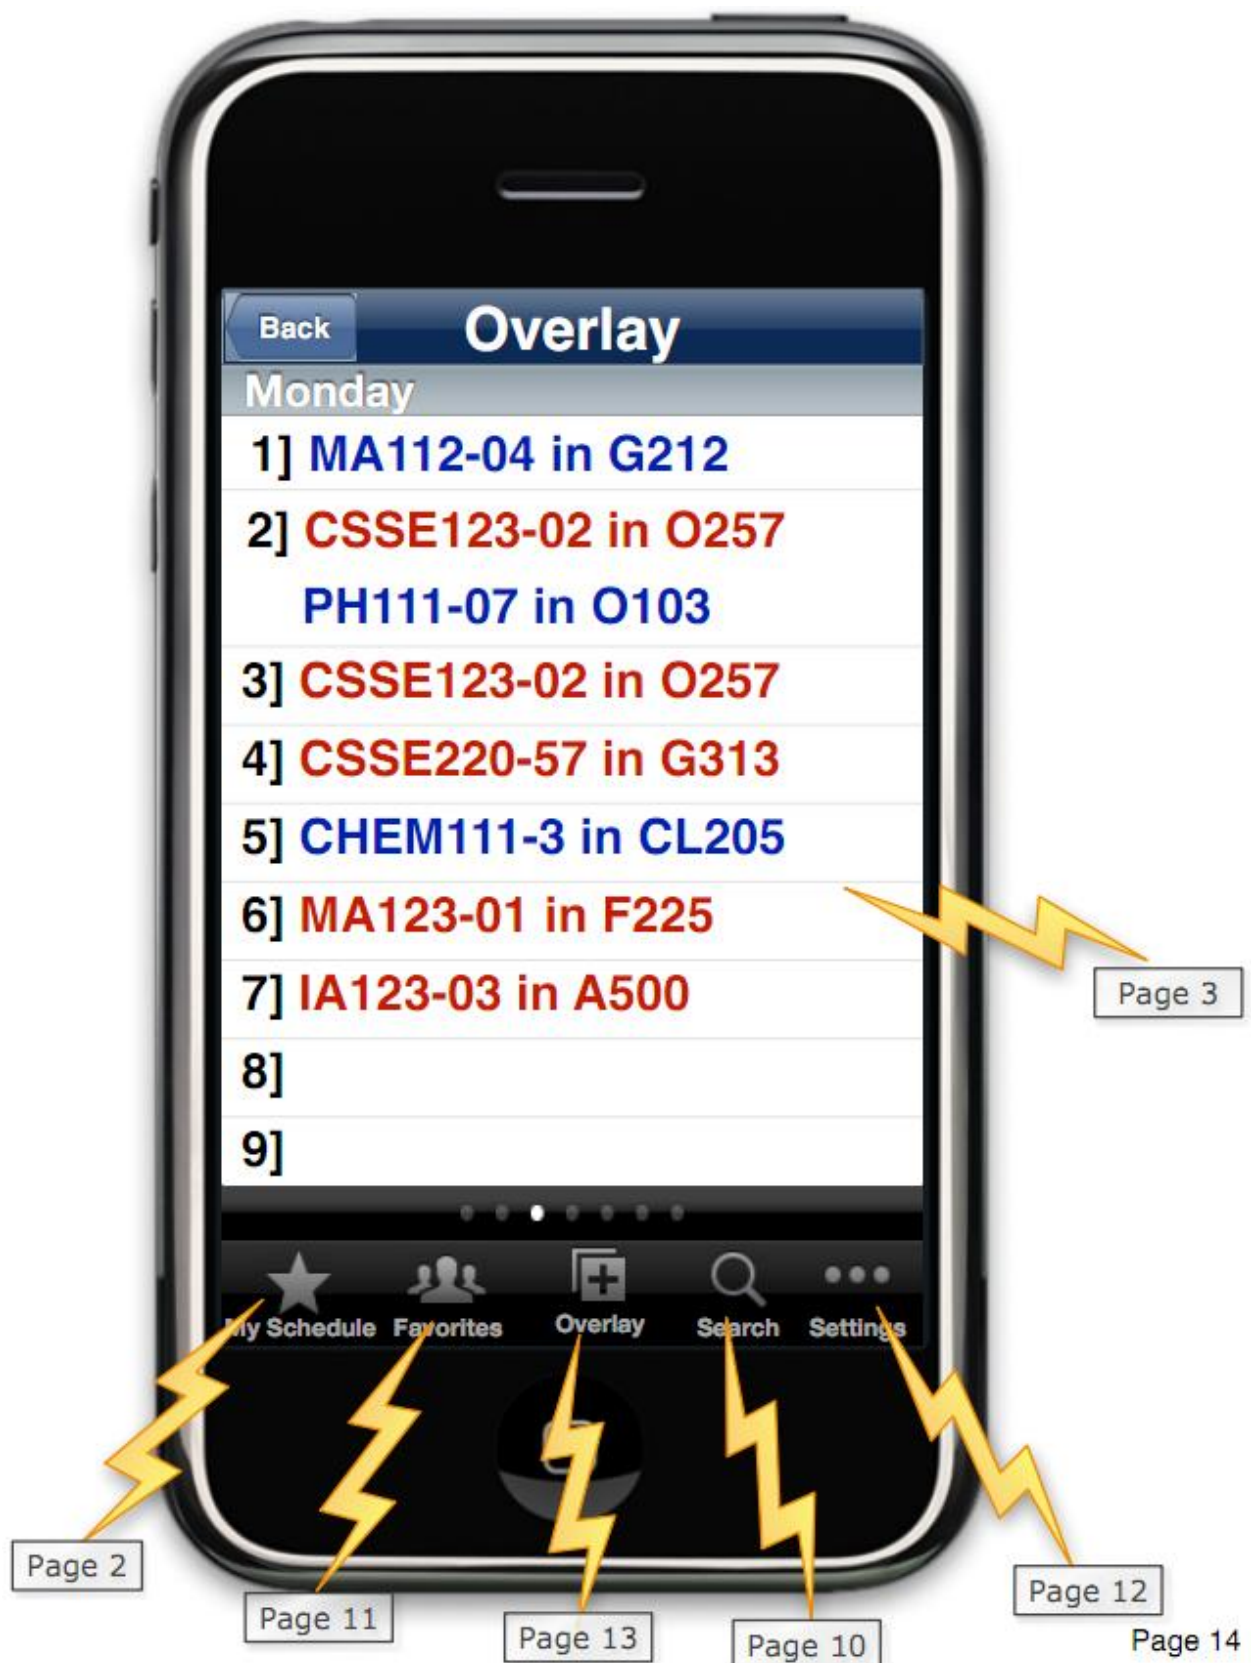 Back Overlay
Monday
1] MA112-04 in G212
2] CSSE123-02 in O257
PH111-07 in O103
3] CSSE123-02 in O257
4] CSSE220-57 in G313
5] CHEM111-3 in CL205
6] MA123-01 in F225
7] IA123-03 in A500
8]
9]
Page 3
My Schedule Favorites Overlay Search Settings
Page 2
Page 11
Page 13
Page 10
Page 12
Page 14